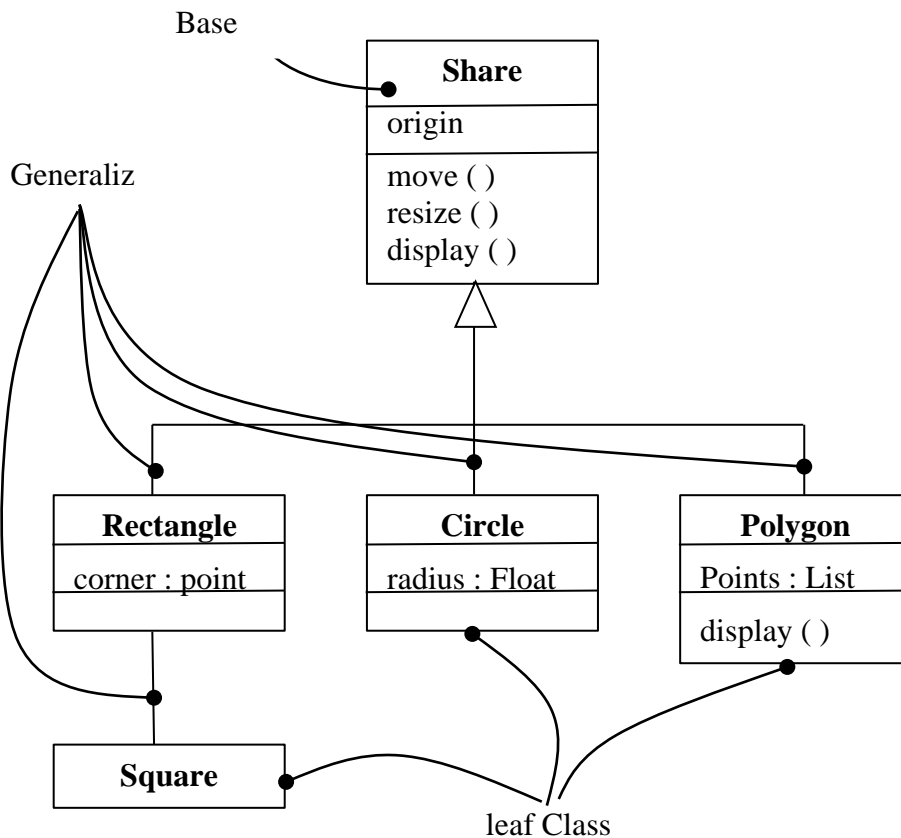 Base
Share
origin
move ( )
resize ( )
display ( )
Generaliz
Rectangle
corner : point
Circle
radius : Float
Polygon
Points : List
display ( )
Square
leaf Class